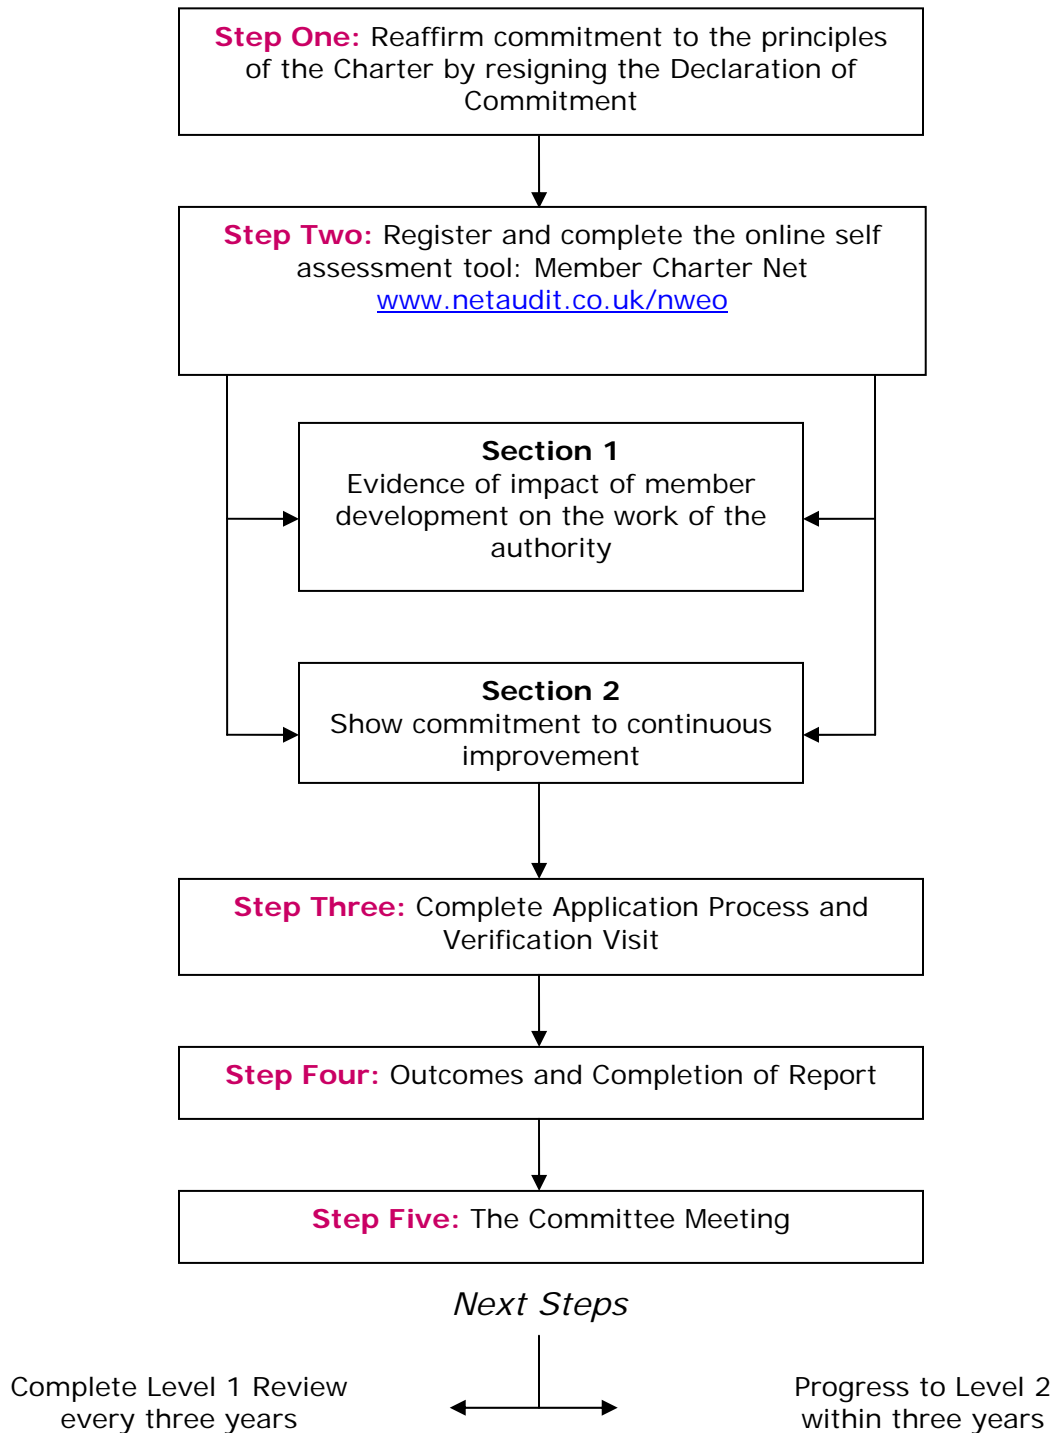 Step One: Reaffirm commitment to the principles
of the Charter by resigning the Declaration of
Commitment
Step Two: Register and complete the online self
assessment tool: Member Charter Net
www.netaudit.co.uk/nweo
Section 1
Evidence of impact of member
development on the work of the
authority
Section 2
Show commitment to continuous
improvement
Step Three: Complete Application Process and
Verification Visit
Step Four: Outcomes and Completion of Report
Step Five: The Committee Meeting
Next Steps
Complete Level 1 Review
every three years
Progress to Level 2
within three years